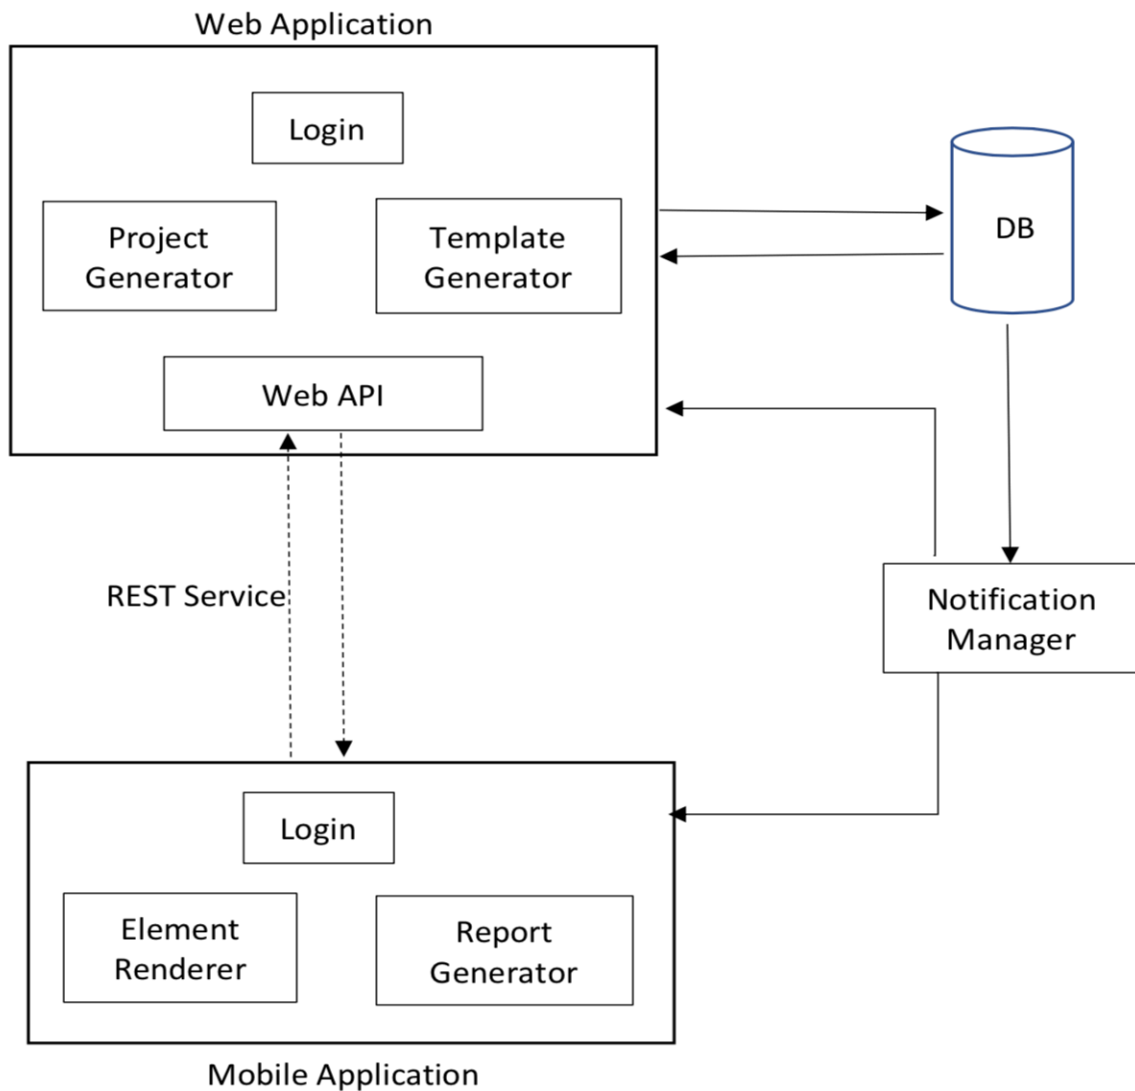 Web Application
Login
Project
Generator
Template
Generator
DB
Web API
REST Service
Notification
Manager
Login
Element
Renderer
Report
Generator
Mobile Application